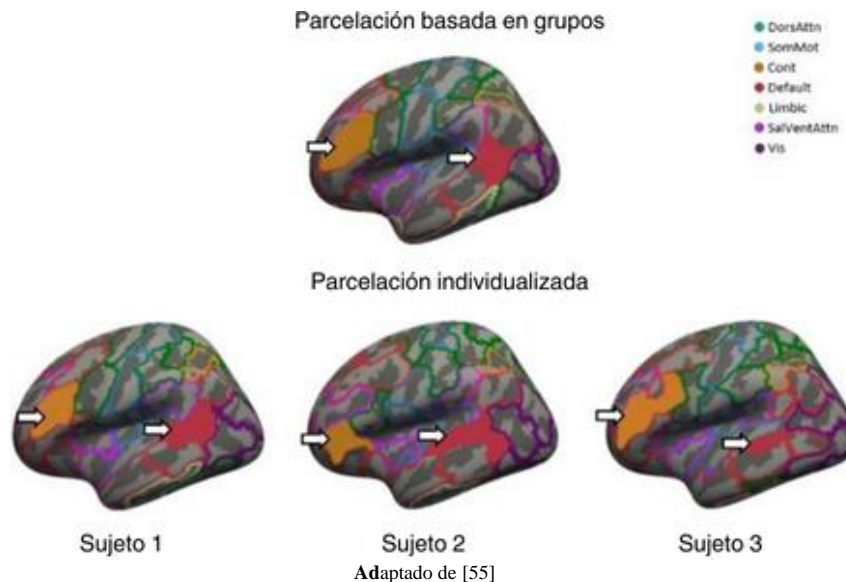 Parcelación basada en grupos
DorsAttn
SomMot
Cont
Default
Limbic
SalVentAttn
Vis
Parcelación individualizada
Sujeto 1
Sujeto 2
Sujeto 3
Adaptado de [55]